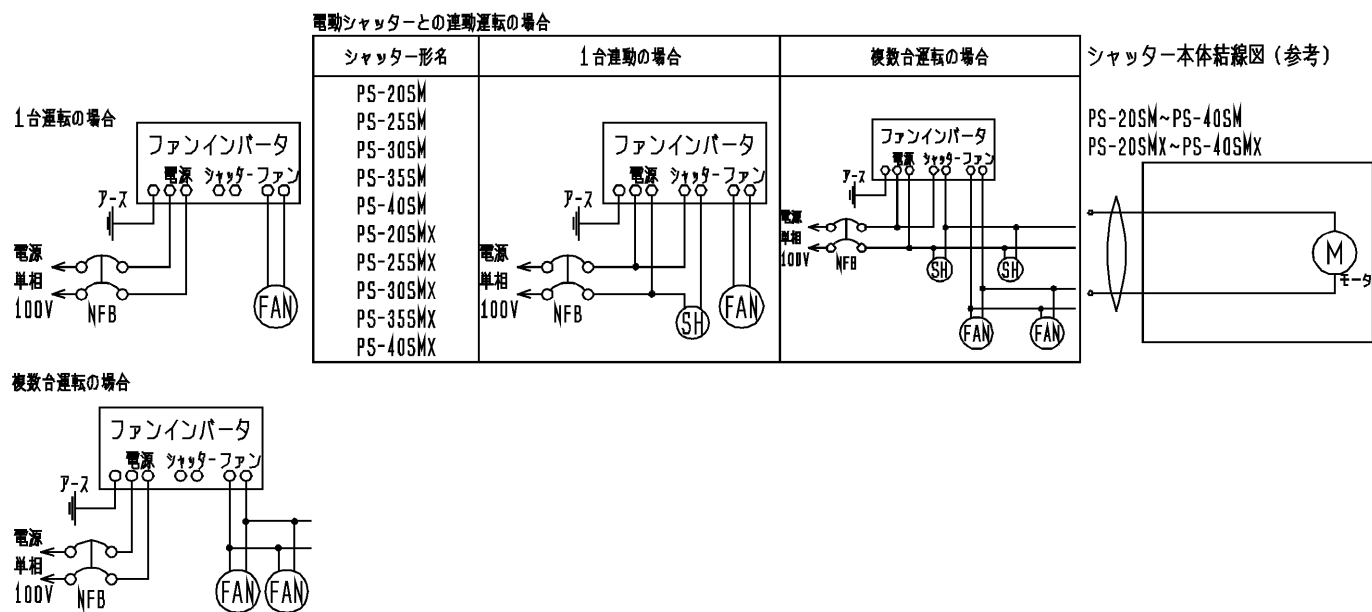 電動シャッターとの連動運転の場合
シャッター形名
1台連動の場合
複数台運転の場合
PS-20SM
PS-25SM
PS-30SM
PS-35SM
PS-40SM
PS-20SMX
PS-25SMX
PS-30SMX
PS-35SMX
PS-40SMX
1台運転の場合
ファンインバータ
電源 シャッター ファン
アース
電源
単相
100V
NFB
FAN
ファンインバータ
電源 シャッター ファン
アース
電源
単相
100V
NFB
SH
FAN
ファンインバータ
電源 シャッター ファン
アース
電源
単相
100V
NFB
SH
SH
FAN
FAN
シャッター本体結線図(参考)
PS-20SM~PS-40SM
PS-20SMX~PS-40SMX
M
モータ
複数台運転の場合
ファンインバータ
電源 シャッター ファン
アース
電源
単相
100V
NFB
FAN
FAN